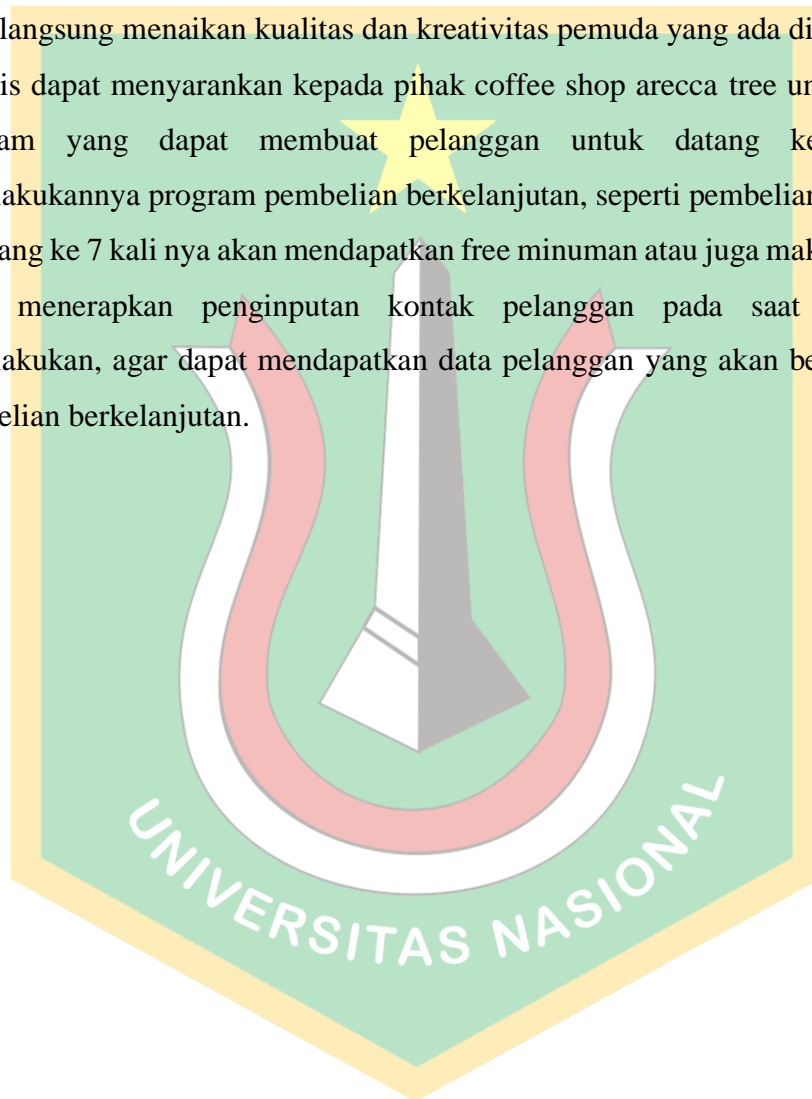 langsung menaikan kualitas dan kreativitas pemuda yang ada di
is dapat menyarankan kepada pihak coffee shop arecca tree un
am yang dapat membuat pelanggan untuk datang ke
akukannya program pembelian berkelanjutan, seperti pembelian
ang ke 7 kali nya akan mendapatkan free minuman atau juga mak
menerapkan penginputan kontak pelanggan pada saat
akukan, agar dapat mendapatkan data pelanggan yang akan be
elian berkelanjutan.
UNIVERSITAS NASIONAL